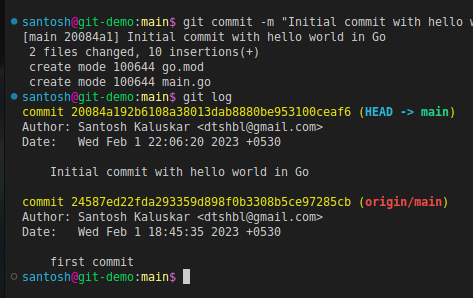 santosh@git-demo:main$ git commit -m "Initial commit with hello w
[main 20084a1] Initial commit with hello world in Go
2 files changed, 10 insertions(+)
create mode 100644 go.mod
create mode 100644 main.go
santosh@git-demo:main$ git log
commit 20084a192b6108a38013dab8880be953100ceaf6 (HEAD -> main)
Author: Santosh Kaluskar <dtshbl@gmail.com>
Date:   Wed Feb 1 22:06:20 2023 +0530
Initial commit with hello world in Go
commit 24587ed22fda293359d898f0b3308b5ce97285cb (origin/main)
Author: Santosh Kaluskar <dtshbl@gmail.com>
Date:   Wed Feb 1 18:45:35 2023 +0530
first commit
santosh@git-demo:main$